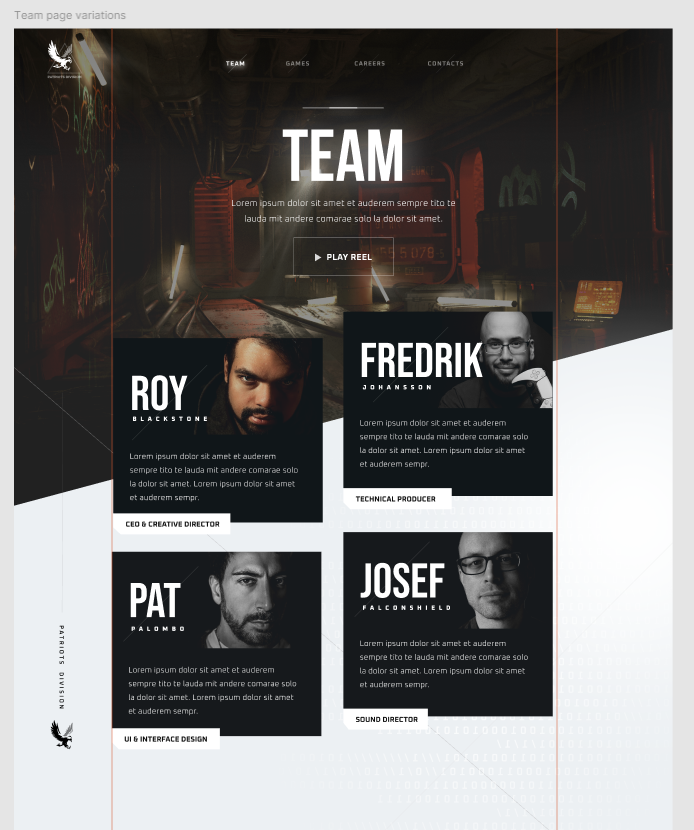 Team page variations
TEAM
GAMES
CAREERS
CONTACTS
TEAM
Lorem ipsum dolor sit amet et auderem sempre tito te
lauda mit andere comarae solo la dolor sit amet.
PLAY REEL
ROY
BLACKSTONE
Lorem ipsum dolor sit amet et auderem
sempre tito te lauda mit andere comarae solo
la dolor sit amet. Lorem ipsum dolor sit amet
et auderem sempr.
CEO & CREATIVE DIRECTOR
FREDRIK
JOHANSSON
Lorem ipsum dolor sit amet et auderem
sempre tito te lauda mit andere comarae solo
la dolor sit amet. Lorem ipsum dolor sit amet
et auderem sempr.
TECHNICAL PRODUCER
PAT
PALOMBO
Lorem ipsum dolor sit amet et auderem
sempre tito te lauda mit andere comarae solo
la dolor sit amet. Lorem ipsum dolor sit amet
et auderem sempr.
UI & INTERFACE DESIGN
JOSEF
FALCONSHIELD
Lorem ipsum dolor sit amet et auderem
sempre tito te lauda mit andere comarae solo
la dolor sit amet. Lorem ipsum dolor sit amet
et auderem sempr.
SOUND DIRECTOR
PATRIOTS DIVISION